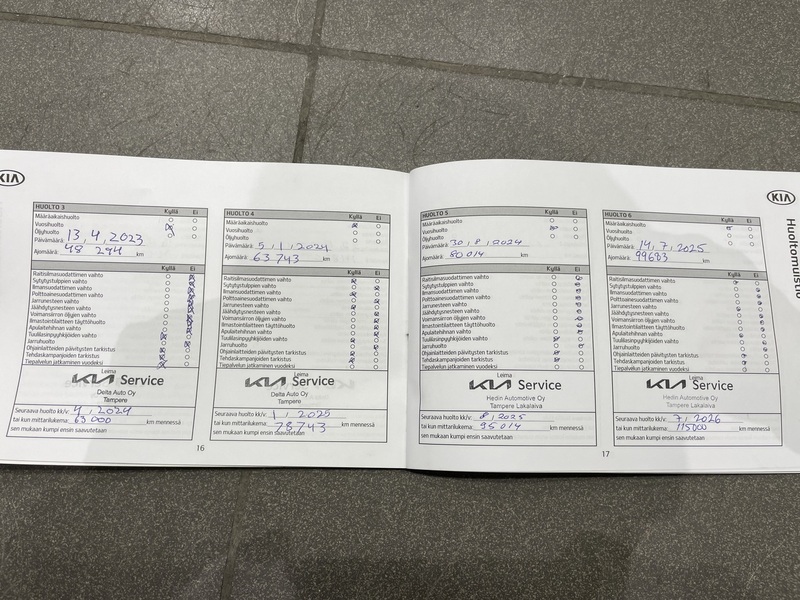 KIA
HUOLTO 3
Kyllä Ei
Määräaikaishuolto
Vuosihuolto
Öljyhuolto
Päivämäärä: 13,4,2023
Ajomäärä: 48 294 km
Kyllä Ei
Raitisilmasuodattimen vaihto
Sytytystulppien vaihto
Ilmansuodattimen vaihto
Polttoainesuodattimen vaihto
Jarrunesteen vaihto
Jäähdytysnesteen vaihto
Voimansiirron öljyjen vaihto
Ilmastointilaitteen täyttöhuolto
Apulaitehihnan vaihto
Tuulilasinpyyhkijöiden vaihto
Jarruhuolto
Ohjainlaitteiden päivitysten tarkistus
Tehdaskampanjoiden tarkistus
Tiepalvelun jatkaminen vuodeksi
Leima
KIA Service
Delta Auto Oy
Tampere
Seuraava huolto kk/v: 4, 2024
tai kun mittarilukema: 63 000 km mennessä
sen mukaan kumpi ensin saavutetaan
16
HUOLTO 4
Kyllä Ei
Määräaikaishuolto
Vuosihuolto
Öljyhuolto
Päivämäärä: 5,1,2024
Ajomäärä: 63 743 km
Kyllä Ei
Raitisilmasuodattimen vaihto
Sytytystulppien vaihto
Ilmansuodattimen vaihto
Polttoainesuodattimen vaihto
Jarrunesteen vaihto
Jäähdytysnesteen vaihto
Voimansiirron öljyjen vaihto
Ilmastointilaitteen täyttöhuolto
Apulaitehihnan vaihto
Tuulilasinpyyhkijöiden vaihto
Jarruhuolto
Ohjainlaitteiden päivitysten tarkistus
Tehdaskampanjoiden tarkistus
Tiepalvelun jatkaminen vuodeksi
Leima
KIA Service
Delta Auto Oy
Tampere
Seuraava huolto kk/v: 1, 2025
tai kun mittarilukema: 78743 km mennessä
sen mukaan kumpi ensin saavutetaan
HUOLTO 5
Kyllä Ei
Määräaikaishuolto
Vuosihuolto
Öljyhuolto
Päivämäärä: 30,8,2024
Ajomäärä: 80 014 km
Kyllä Ei
Raitisilmasuodattimen vaihto
Sytytystulppien vaihto
Ilmansuodattimen vaihto
Polttoainesuodattimen vaihto
Jarrunesteen vaihto
Jäähdytysnesteen vaihto
Voimansiirron öljyjen vaihto
Ilmastointilaitteen täyttöhuolto
Apulaitehihnan vaihto
Tuulilasinpyyhkijöiden vaihto
Jarruhuolto
Ohjainlaitteiden päivitysten tarkistus
Tehdaskampanjoiden tarkistus
Tiepalvelun jatkaminen vuodeksi
Leima
KIA Service
Hedin Automotive Oy
Tampere Lakalaiva
Seuraava huolto kk/v: 8, 2025
tai kun mittarilukema: 95 014 km mennessä
sen mukaan kumpi ensin saavutetaan
17
HUOLTO 6
Kyllä Ei
Määräaikaishuolto
Vuosihuolto
Öljyhuolto
Päivämäärä: 14,7,2025
Ajomäärä: 99683 km
Kyllä Ei
Raitisilmasuodattimen vaihto
Sytytystulppien vaihto
Ilmansuodattimen vaihto
Polttoainesuodattimen vaihto
Jarrunesteen vaihto
Jäähdytysnesteen vaihto
Voimansiirron öljyjen vaihto
Ilmastointilaitteen täyttöhuolto
Apulaitehihnan vaihto
Tuulilasinpyyhkijöiden vaihto
Jarruhuolto
Ohjainlaitteiden päivitysten tarkistus
Tehdaskampanjoiden tarkistus
Tiepalvelun jatkaminen vuodeksi
Leima
KIA Service
Hedin Automotive Oy
Tampere Lakalaiva
Seuraava huolto kk/v: 7, 2026
tai kun mittarilukema: 115000 km mennessä
sen mukaan kumpi ensin saavutetaan
KIA
Huoltomuistio